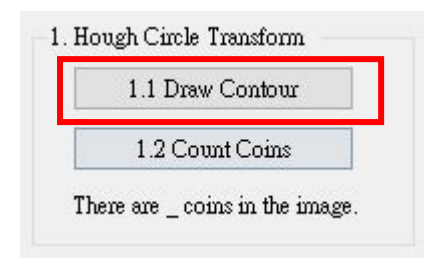 1. Hough Circle Transform
1.1 Draw Contour
1.2 Count Coins
There are _ coins in the image.